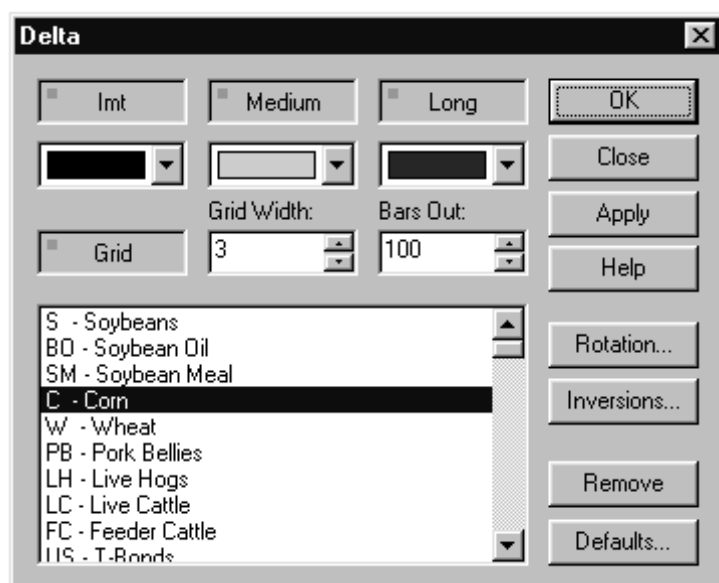 Delta
Imt Medium Long OK
Close
Grid Width: Bars Out:
Apply
Grid 3 100
Help
S - Soybeans
BO - Soybean Oil
SM - Soybean Meal
C - Corn
W - Wheat
PB - Pork Bellies
LH - Live Hogs
LC - Live Cattle
FC - Feeder Cattle
US - T-Bonds
Rotation...
Inversions...
Remove
Defaults...